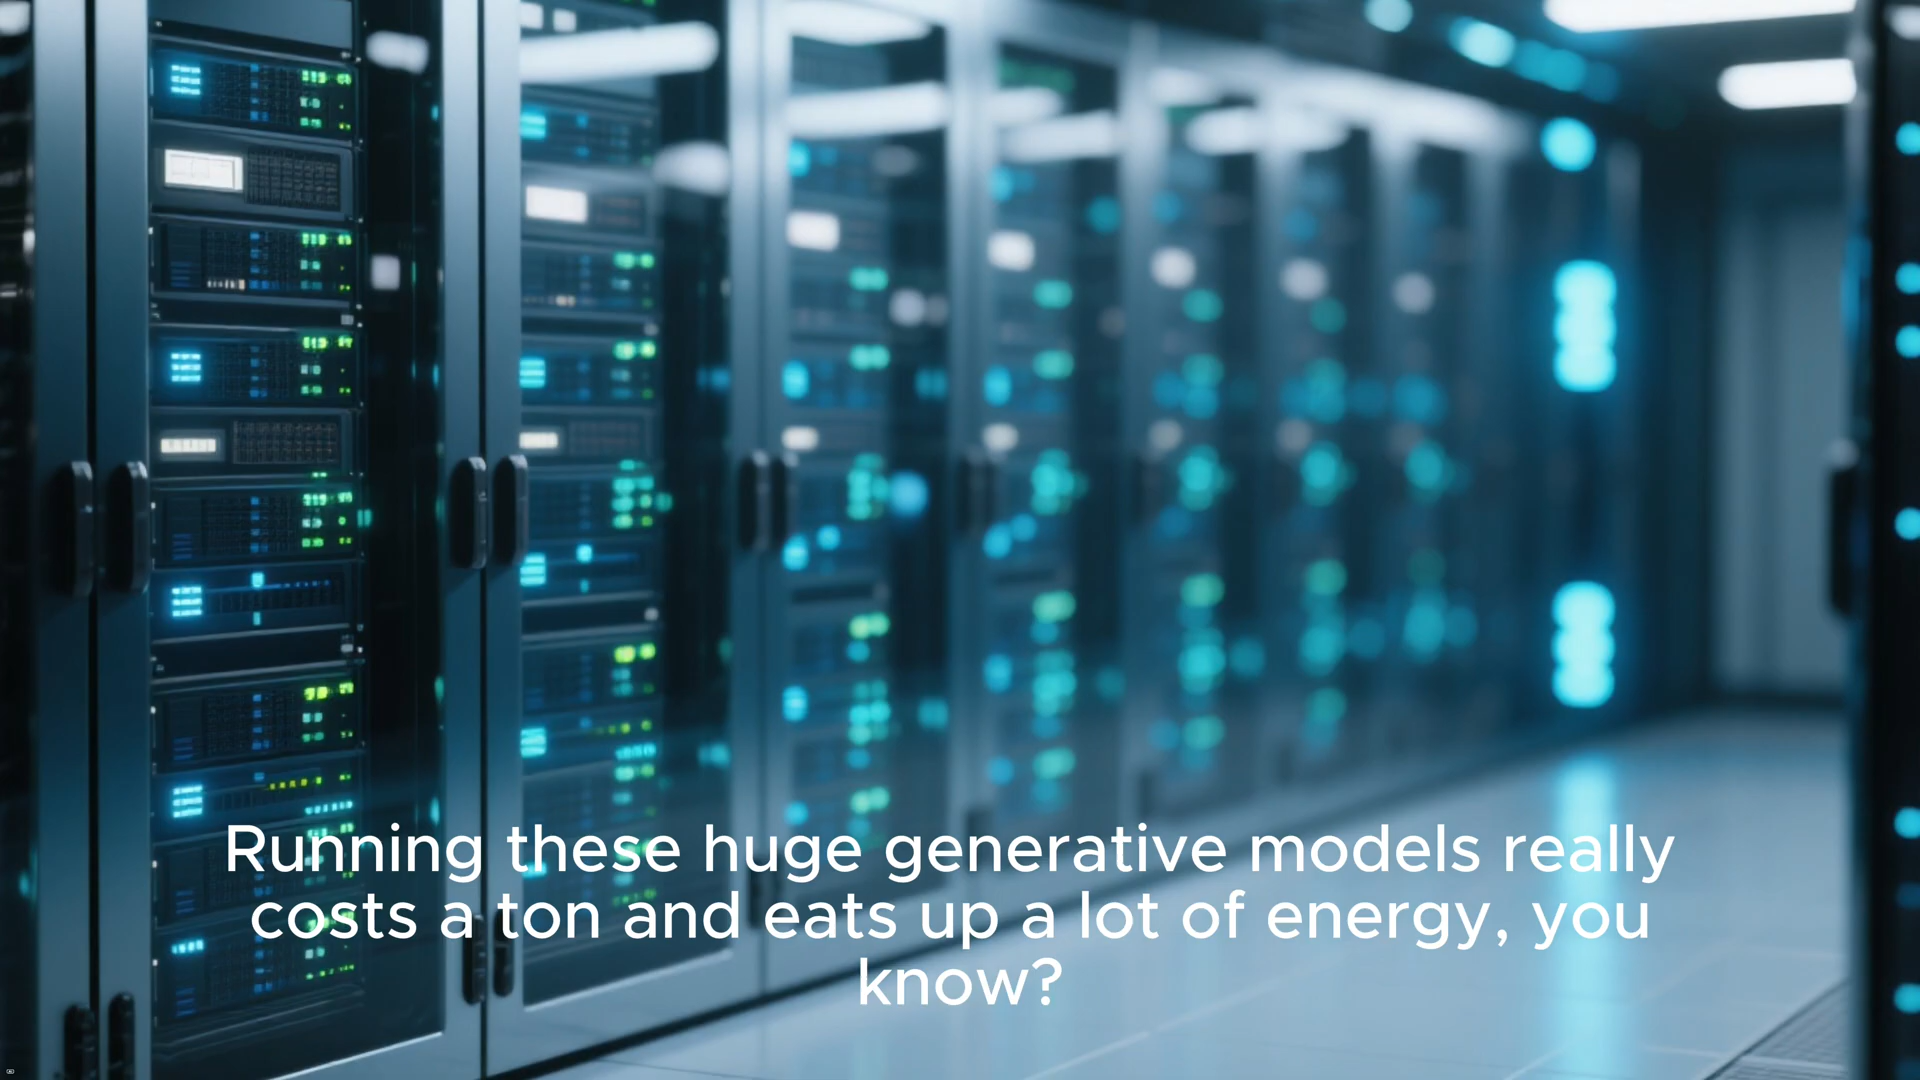 Running these huge generative models really
costs a ton and eats up a lot of energy, you
know?